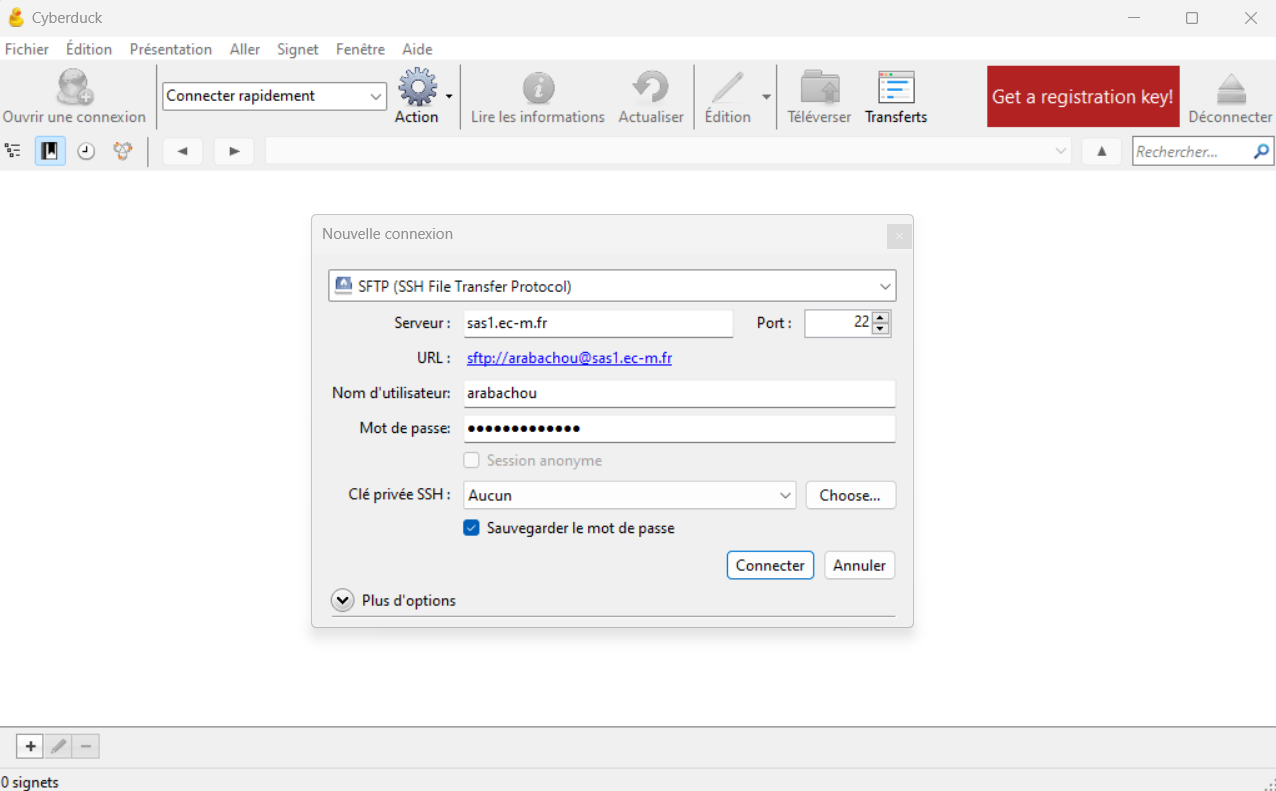 Cyberduck
Fichier Édition Présentation Aller Signet Fenêtre Aide
Connecter rapidement
Ouvrir une connexion Action Lire les informations Actualiser Édition Téléverser Transferts Get a registration key! Déconnecter
Rechercher...
Nouvelle connexion
SFTP (SSH File Transfer Protocol)
Serveur : sas1.ec-m.fr Port : 22
URL : sftp://arabachou@sas1.ec-m.fr
Nom d'utilisateur: arabachou
Mot de passe: •••••••••••••
Session anonyme
Clé privée SSH : Aucun Choose...
Sauvegarder le mot de passe
Connecter Annuler
Plus d'options
0 signets